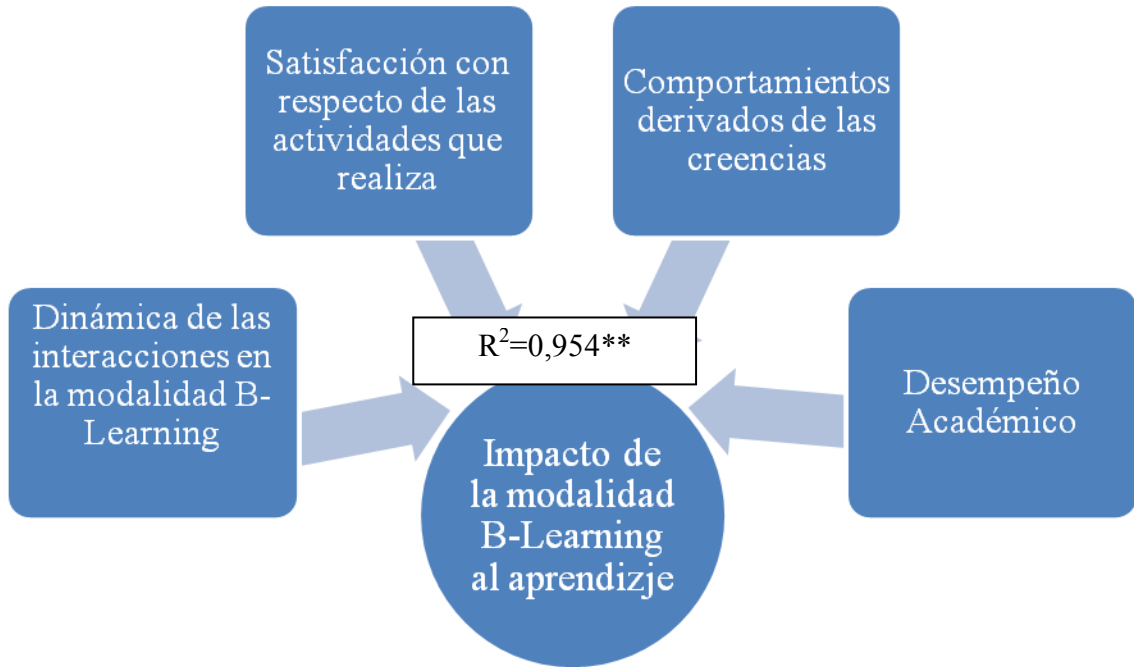 Satisfacción con
respecto de las
actividades que
realiza
Comportamientos
derivados de las
creencias
Dinámica de las
interacciones en
la modalidad B-
Learning
R²=0,954**
Desempeño
Académico
Impacto de
la modalidad
B-Learning
al aprendizje